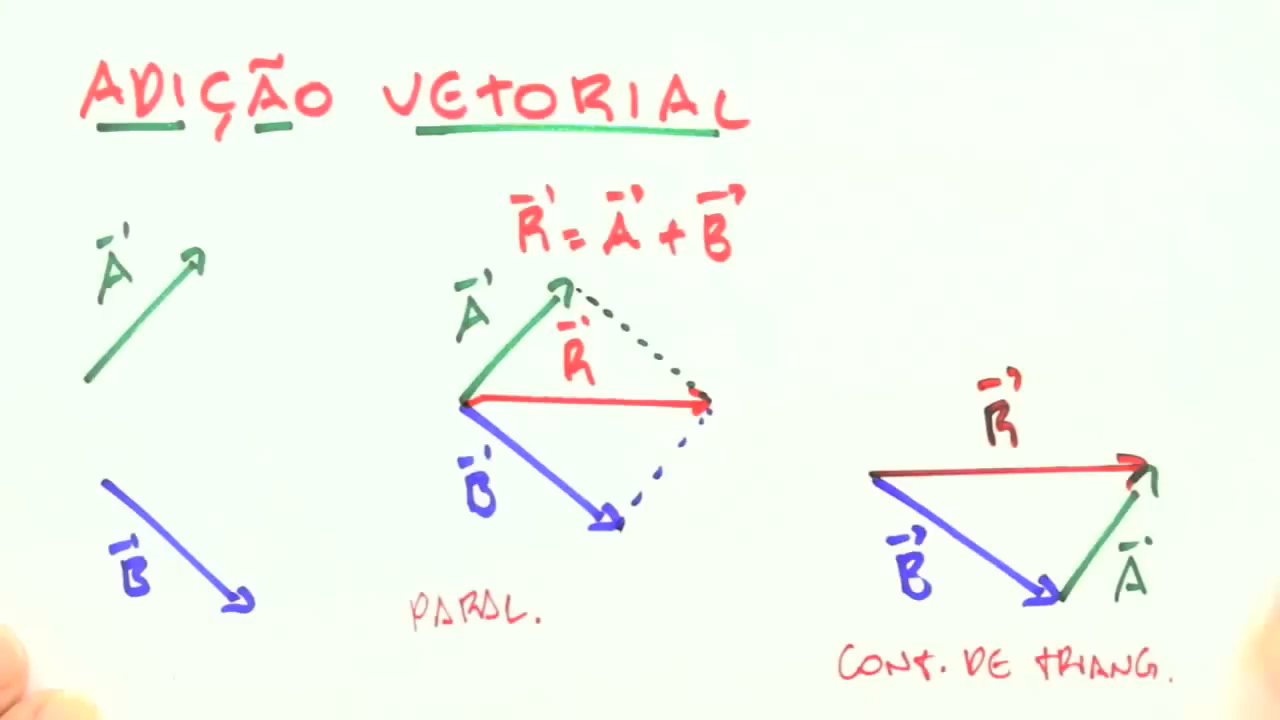 ADIÇÃO VETORIAL
R⃗ = A⃗ + B⃗
A⃗
A⃗
R⃗
R⃗
B⃗
B⃗
B⃗
A⃗
PARAL.
CONT. DE TRIANG.